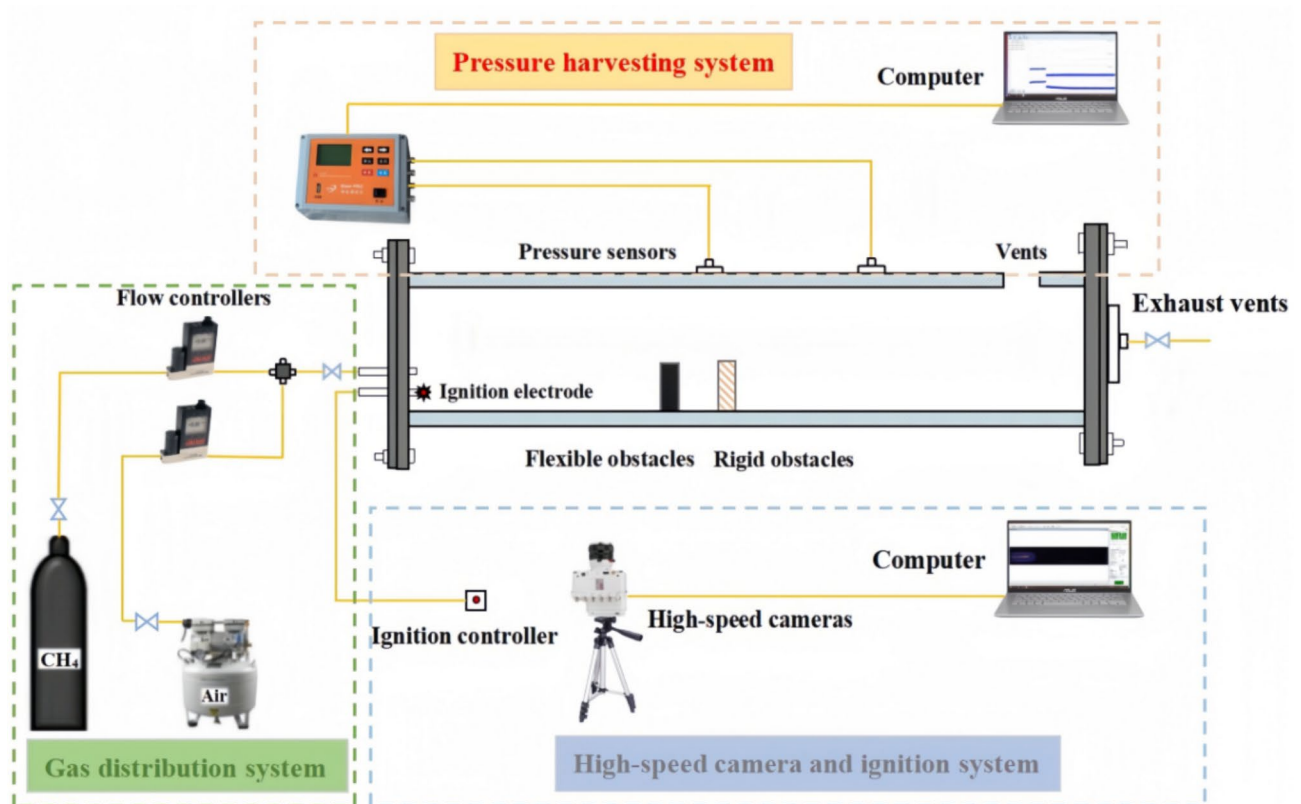 Pressure harvesting system
Computer
Pressure sensors
Vents
Flow controllers
Exhaust vents
Ignition electrode
Flexible obstacles
Rigid obstacles
Computer
High-speed cameras
Ignition controller
CH₄
Air
Gas distribution system
High-speed camera and ignition system